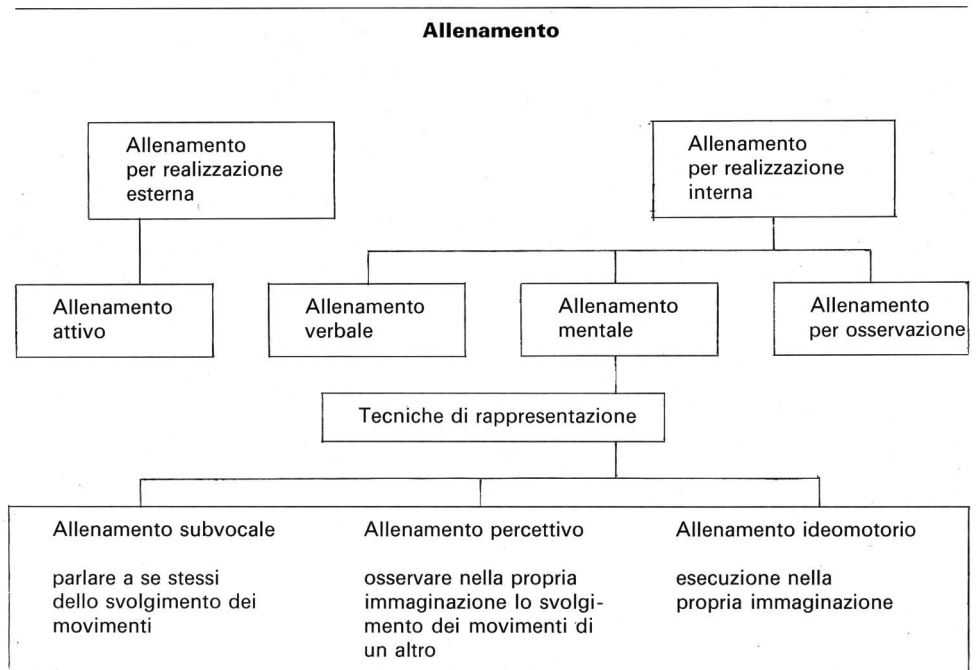 Allenamento
Allenamento
per realizzazione
esterna
Allenamento
per realizzazione
interna
Allenamento
attivo
Allenamento
verbale
Allenamento
mentale
Allenamento
per osservazione
Tecniche di rappresentazione
Allenamento subvocale
parlare a se stessi
dello svolgimento dei
movimenti
Allenamento percettivo
osservare nella propria
immaginazione lo svolgi-
mento dei movimenti di
un altro
Allenamento ideomotorio
esecuzione nella
propria immaginazione